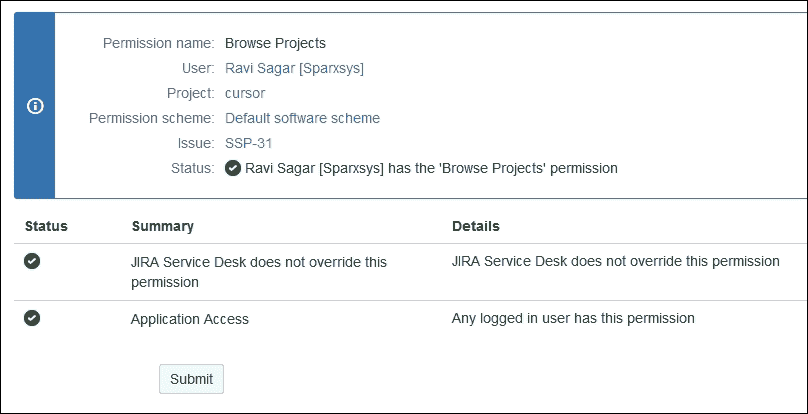 Permission name: Browse Projects
User: Ravi Sagar [Sparxsys]
Project: cursor
Permission scheme: Default software scheme
Issue: SSP-31
Status: Ravi Sagar [Sparxsys] has the 'Browse Projects' permission
Status Summary Details
JIRA Service Desk does not override this JIRA Service Desk does not override this permission
permission
Application Access Any logged in user has this permission
Submit